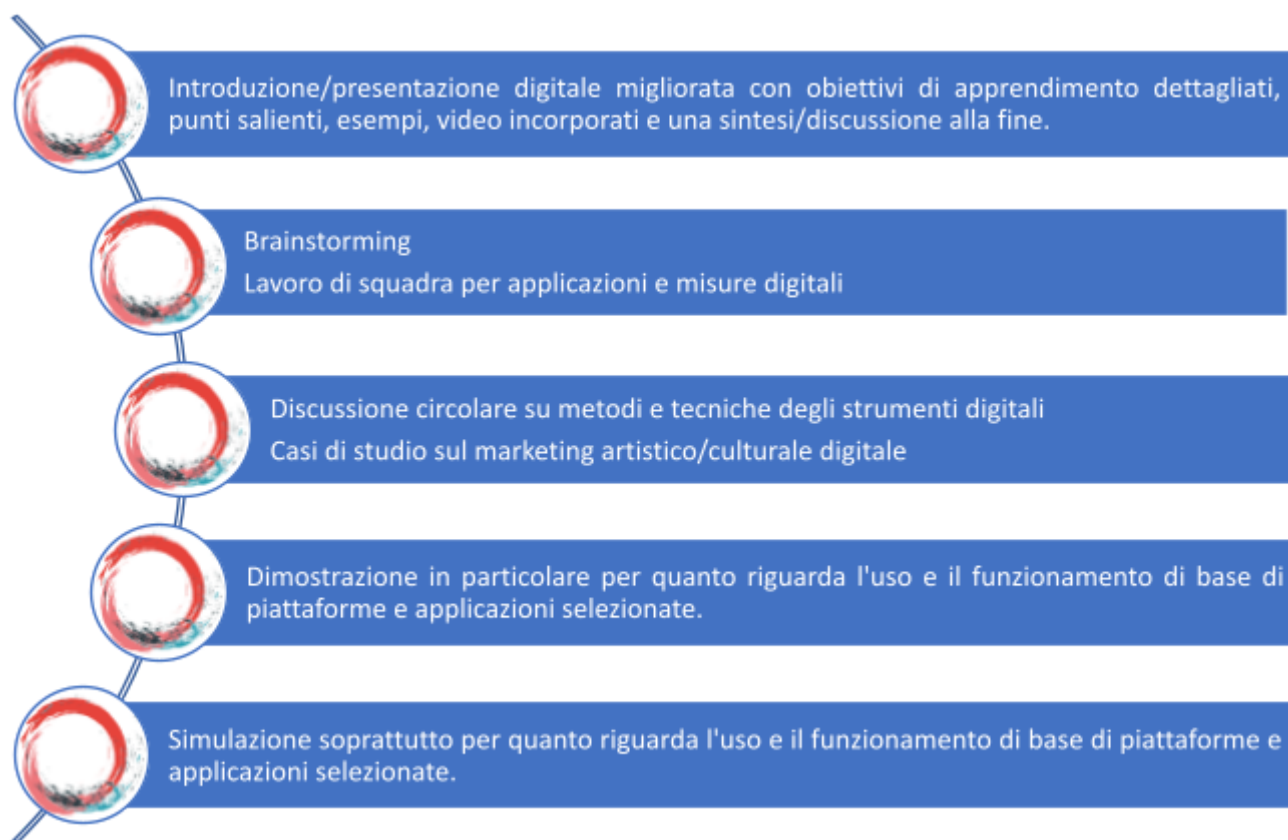 Introduzione/presentazione digitale migliorata con obiettivi di apprendimento dettagliati,
punti salienti, esempi, video incorporati e una sintesi/discussione alla fine.
Brainstorming
Lavoro di squadra per applicazioni e misure digitali
Discussione circolare su metodi e tecniche degli strumenti digitali
Casi di studio sul marketing artistico/culturale digitale
Dimostrazione in particolare per quanto riguarda l'uso e il funzionamento di base di
piattaforme e applicazioni selezionate.
Simulazione soprattutto per quanto riguarda l'uso e il funzionamento di base di piattaforme e
applicazioni selezionate.